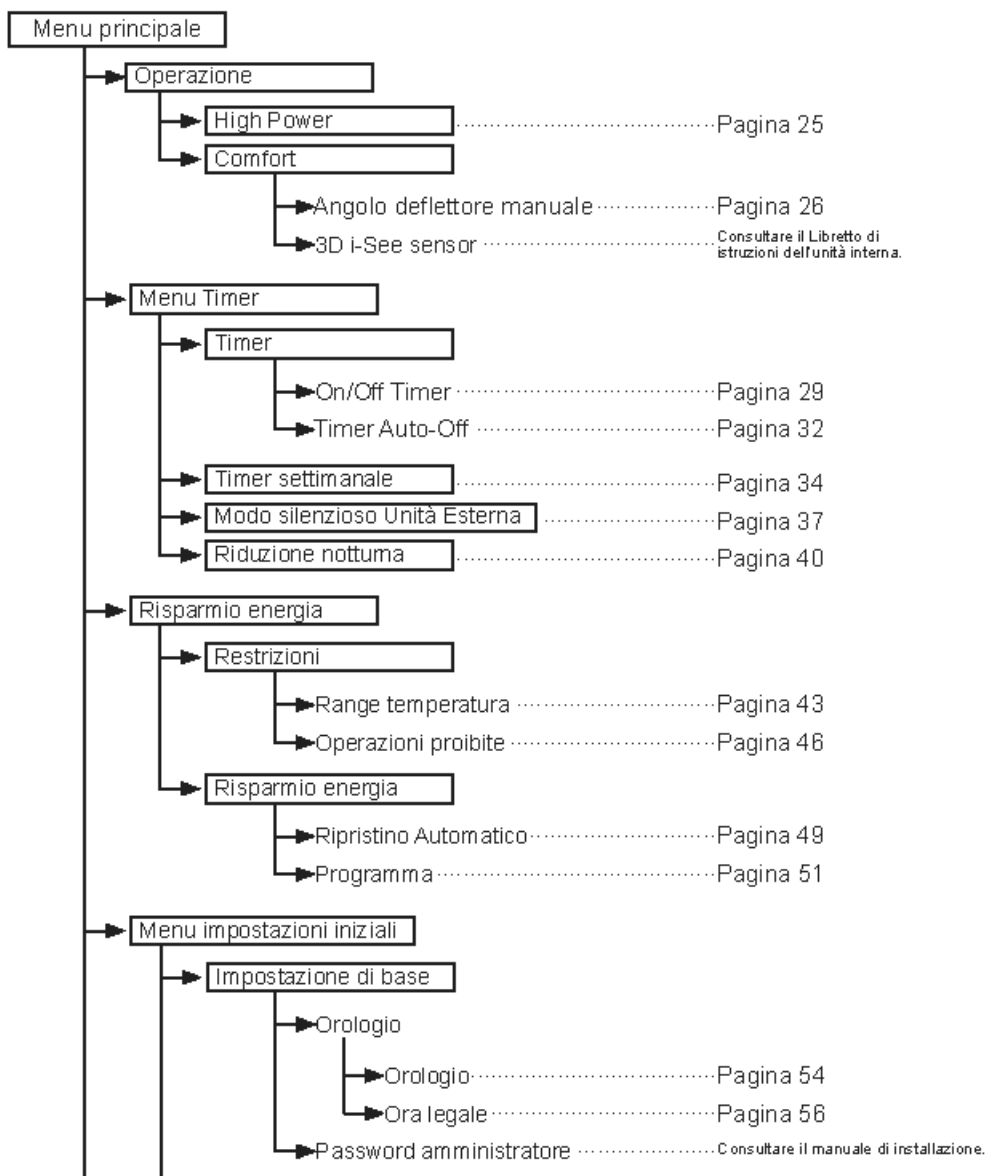 Menu principale
Operazione
High Power Pagina 25
Comfort
Angolo deflettore manuale Pagina 26
3D i-See sensor Consultare il Libretto di
istruzioni dell'unità interna.
Menu Timer
Timer
On/Off Timer Pagina 29
Timer Auto-Off Pagina 32
Timer settimanale Pagina 34
Modo silenzioso Unità Esterna Pagina 37
Riduzione notturna Pagina 40
Risparmio energia
Restrizioni
Range temperatura Pagina 43
Operazioni proibite Pagina 46
Risparmio energia
Ripristino Automatico Pagina 49
Programma Pagina 51
Menu impostazioni iniziali
Impostazione di base
Orologio
Orologio Pagina 54
Ora legale Pagina 56
Password amministratore Consultare il manuale di installazione.